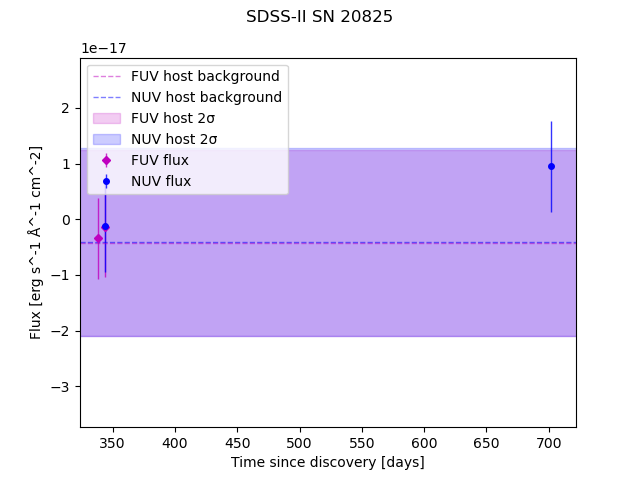 SDSS-II SN 20825
1e−17
FUV host background
NUV host background
FUV host 2σ
NUV host 2σ
FUV flux
NUV flux
2
1
0
−1
−2
−3
Flux [erg s^-1 Å^-1 cm^-2]
350 400 450 500 550 600 650 700
Time since discovery [days]